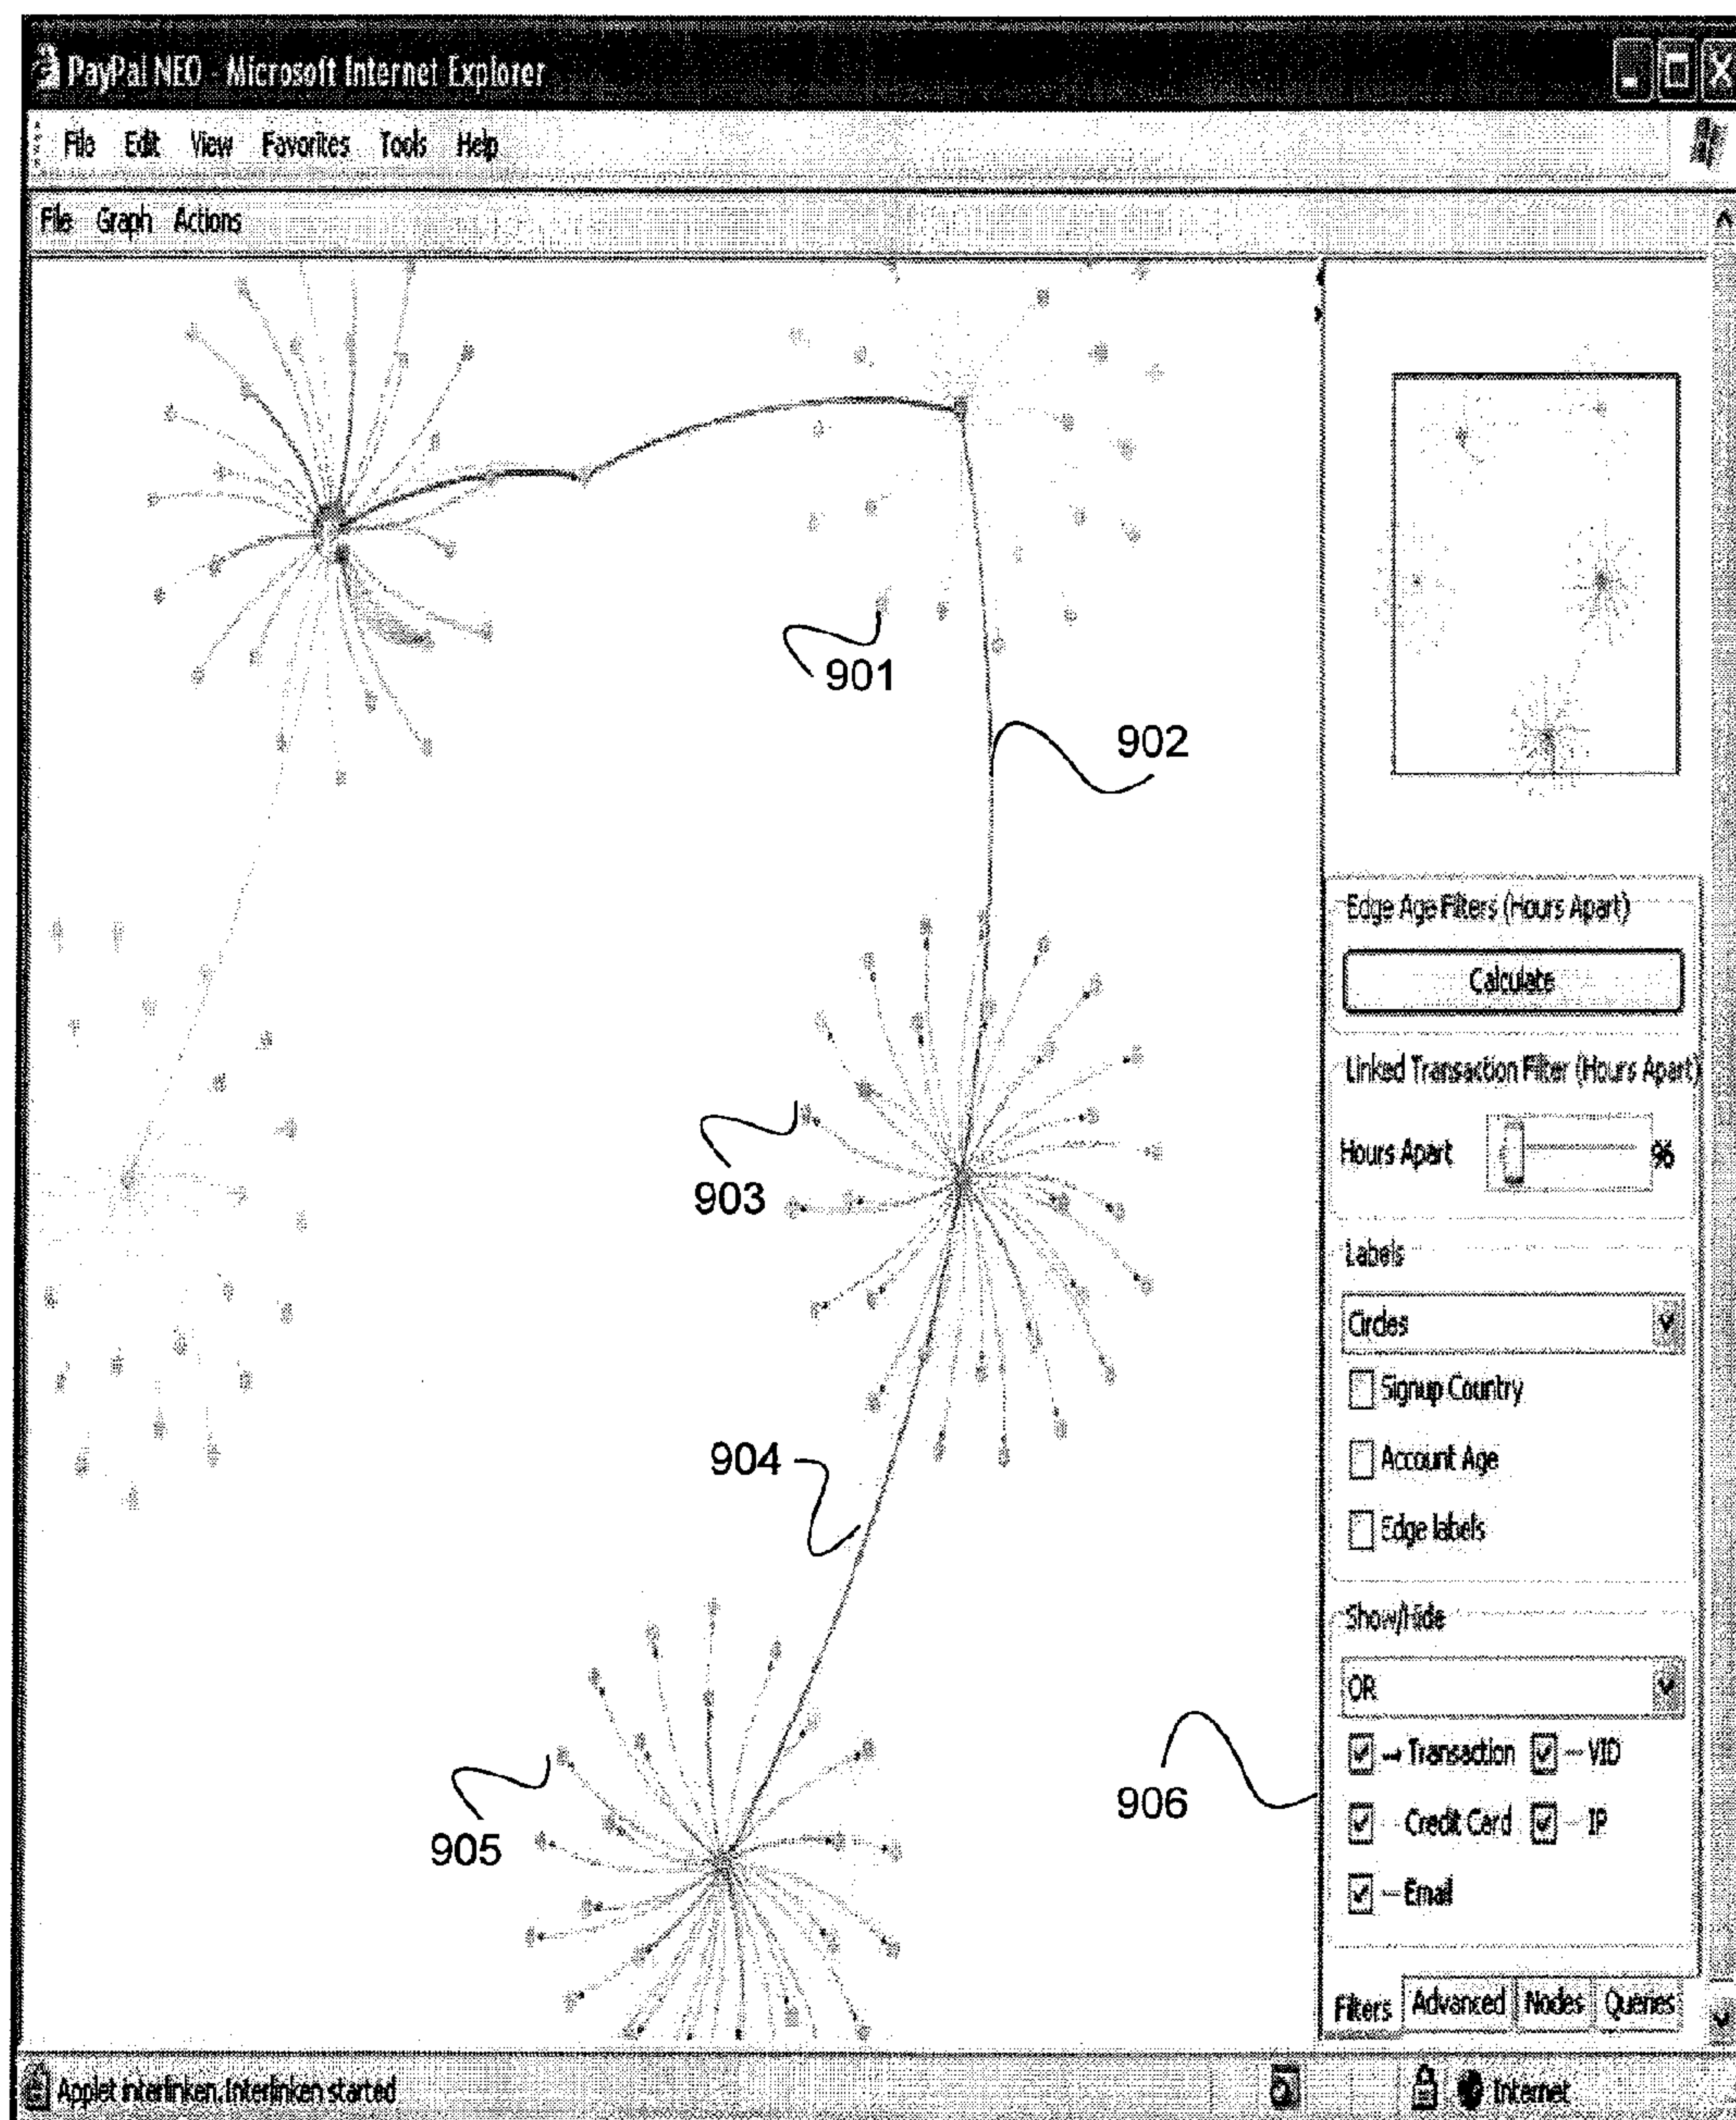 PayPal NEO - Microsoft Internet Explorer
File Edit View Favorites Tools Help
File Graph Actions
901
902
903
904
905
906
Edge Age Filters (Hours Apart)
Calculate
Linked Transaction Filter (Hours Apart)
Hours Apart 96
Labels
Circles
Signup Country
Account Age
Edge labels
Show/Hide
OR
Transaction VID
Credit Card IP
Email
Filters Advanced Nodes Queries
Applet interlinken.Interlinken started
Internet